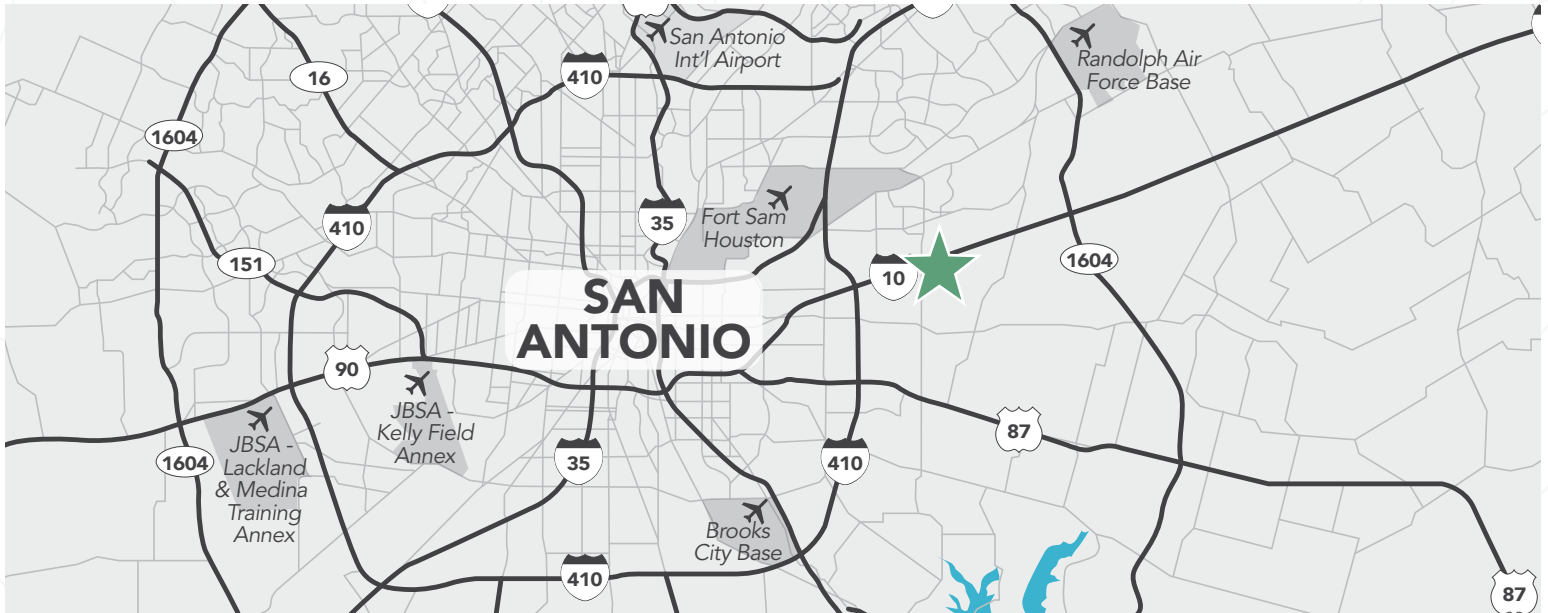 San Antonio
Int'l Airport
Randolph Air
Force Base
410
16
1604
410
35
Fort Sam
Houston
151
10
1604
SAN
ANTONIO
90
JBSA -
Kelly Field
Annex
87
JBSA -
Lackland
& Medina
Training
Annex
1604
35
410
Brooks
City Base
410
87